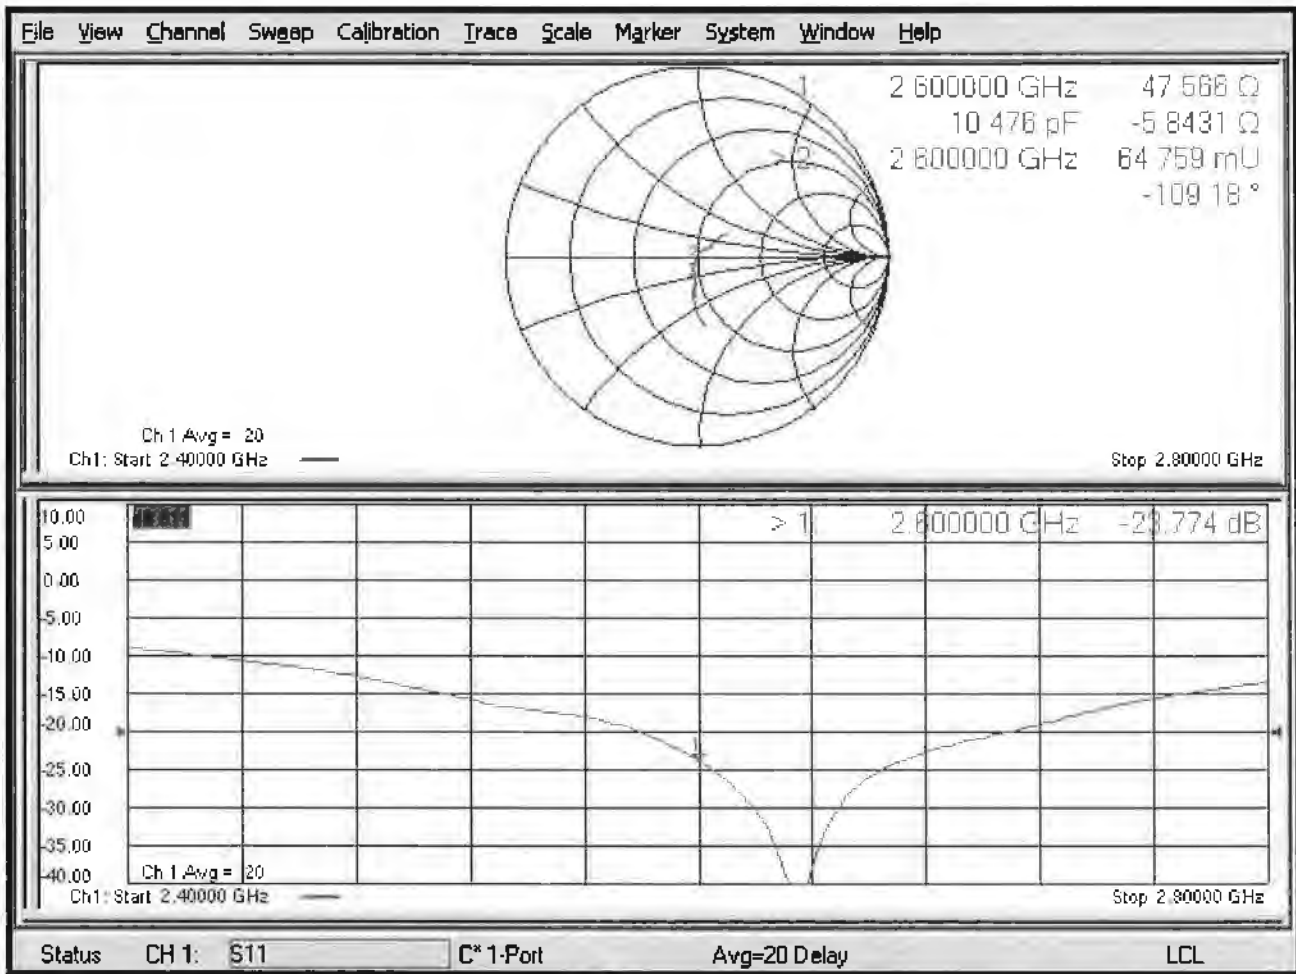 File View Channel Sweep Calibration Trace Scale Marker System Window Help
1 2.600000 GHz 47.566 Ω
10.476 pF -5.8431 Ω
> 2 2.600000 GHz 64.759 mU
-109.18 °
Ch 1 Avg = 20
Ch1: Start 2.40000 GHz
Stop 2.80000 GHz
10.00
> 1 2.600000 GHz -23.774 dB
5.00
0.00
-5.00
-10.00
-15.00
-20.00
-25.00
-30.00
-35.00
-40.00
Ch 1 Avg = 20
Ch1: Start 2.40000 GHz
Stop 2.80000 GHz
Status CH 1: S11 C* 1-Port Avg=20 Delay LCL